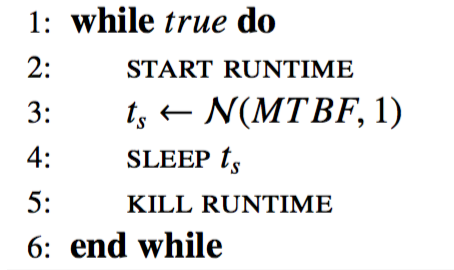 1: while true do
2: START RUNTIME
3: tₛ ← N(MTBF, 1)
4: SLEEP tₛ
5: KILL RUNTIME
6: end while